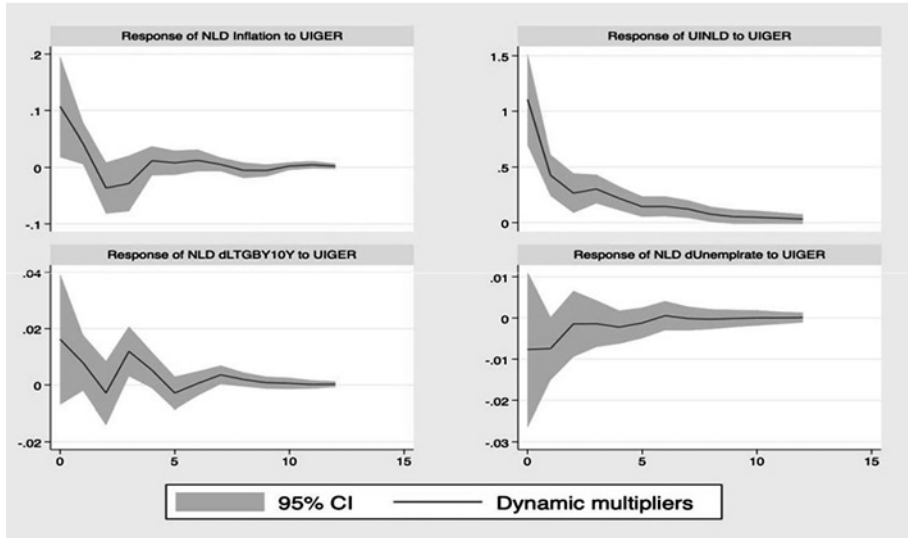 Response of NLD Inflation to UIGER
.2
.1
0
-.1
Response of UINLD to UIGER
1.5
1
.5
0
Response of NLD dLTGBY10Y to UIGER
.04
.02
0
-.02
0 5 10 15
Response of NLD dUnemplrate to UIGER
.01
0
-.01
-.02
-.03
0 5 10 15
95% CI Dynamic multipliers